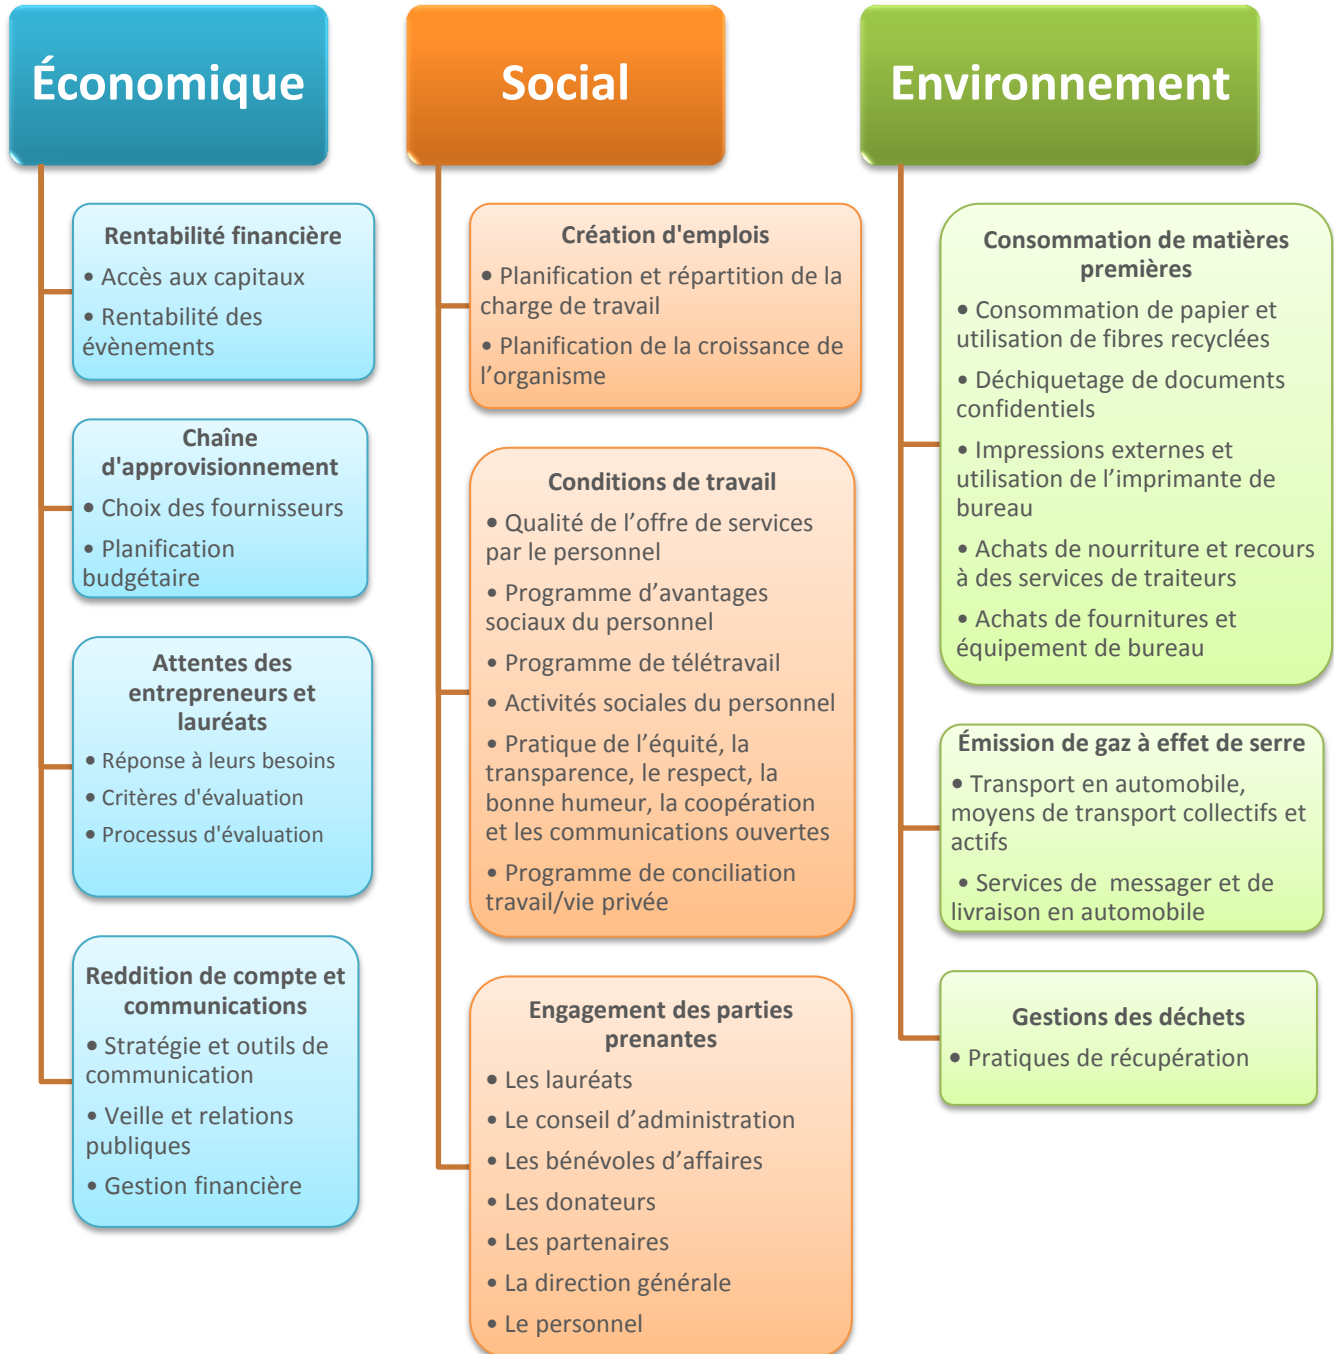 Économique
Rentabilité financière
• Accès aux capitaux
• Rentabilité des
évènements
Chaîne
d'approvisionnement
• Choix des fournisseurs
• Planification
budgétaire
Attentes des
entrepreneurs et
lauréats
• Réponse à leurs besoins
• Critères d'évaluation
• Processus d'évaluation
Reddition de compte et
communications
• Stratégie et outils de
communication
• Veille et relations
publiques
• Gestion financière
Social
Création d'emplois
• Planification et répartition de la
charge de travail
• Planification de la croissance de
l’organisme
Conditions de travail
• Qualité de l’offre de services
par le personnel
• Programme d’avantages
sociaux du personnel
• Programme de télétravail
• Activités sociales du personnel
• Pratique de l’équité, la
transparence, le respect, la
bonne humeur, la coopération
et les communications ouvertes
• Programme de conciliation
travail/vie privée
Engagement des parties
prenantes
• Les lauréats
• Le conseil d’administration
• Les bénévoles d’affaires
• Les donateurs
• Les partenaires
• La direction générale
• Le personnel
Environnement
Consommation de matières
premières
• Consommation de papier et
utilisation de fibres recyclées
• Déchiquetage de documents
confidentiels
• Impressions externes et
utilisation de l’imprimante de
bureau
• Achats de nourriture et recours
à des services de traiteurs
• Achats de fournitures et
équipement de bureau
Émission de gaz à effet de serre
• Transport en automobile,
moyens de transport collectifs et
actifs
• Services de messager et de
livraison en automobile
Gestions des déchets
• Pratiques de récupération